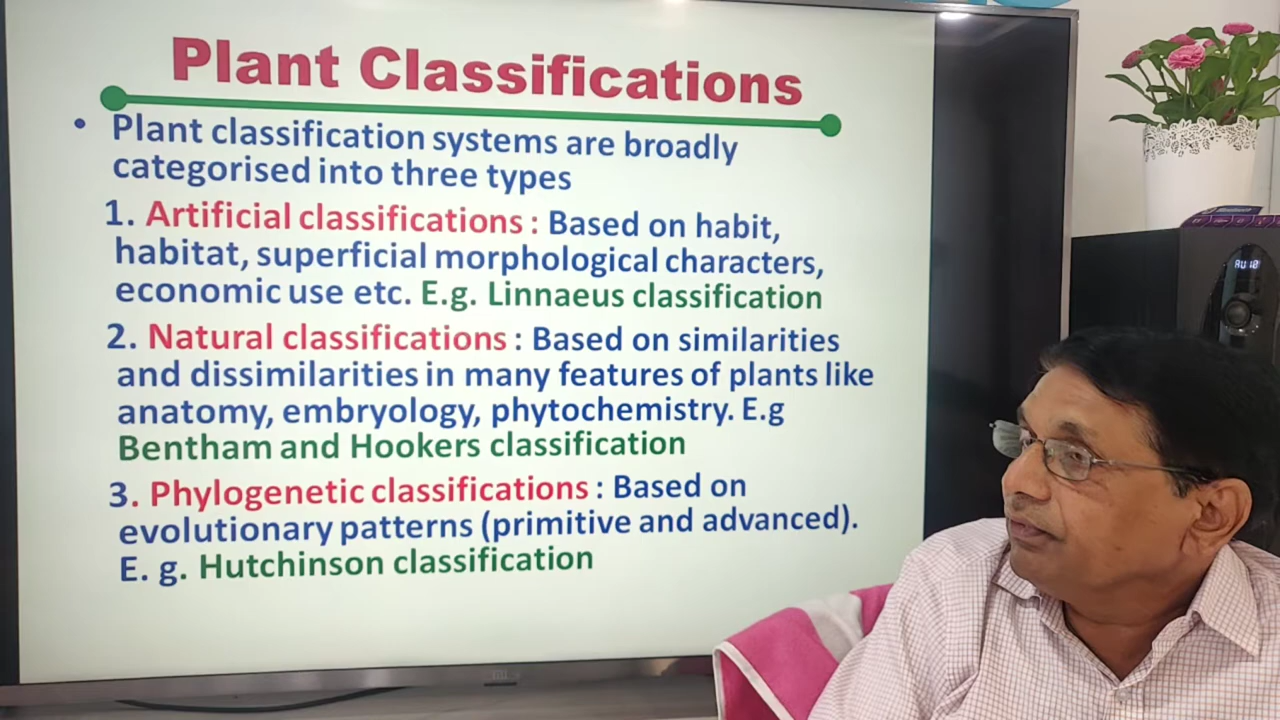 Plant Classifications
• Plant classification systems are broadly
categorised into three types
1. Artificial classifications : Based on habit,
habitat, superficial morphological characters,
economic use etc. E.g. Linnaeus classification
2. Natural classifications : Based on similarities
and dissimilarities in many features of plants like
anatomy, embryology, phytochemistry. E.g
Bentham and Hookers classification
3. Phylogenetic classifications : Based on
evolutionary patterns (primitive and advanced).
E. g. Hutchinson classification